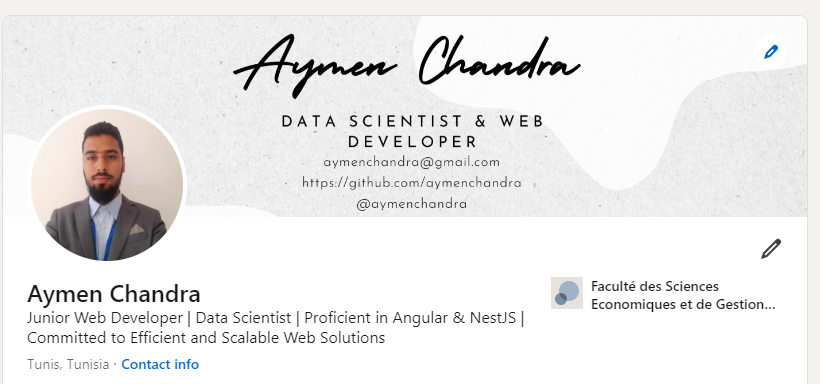 Aymen Chandra
DATA SCIENTIST & WEB
DEVELOPER
aymenchandra@gmail.com
https://github.com/aymenchandra
@aymenchandra
Aymen Chandra
Junior Web Developer | Data Scientist | Proficient in Angular & NestJS |
Committed to Efficient and Scalable Web Solutions
Tunis, Tunisia · Contact info
Faculté des Sciences
Economiques et de Gestion...